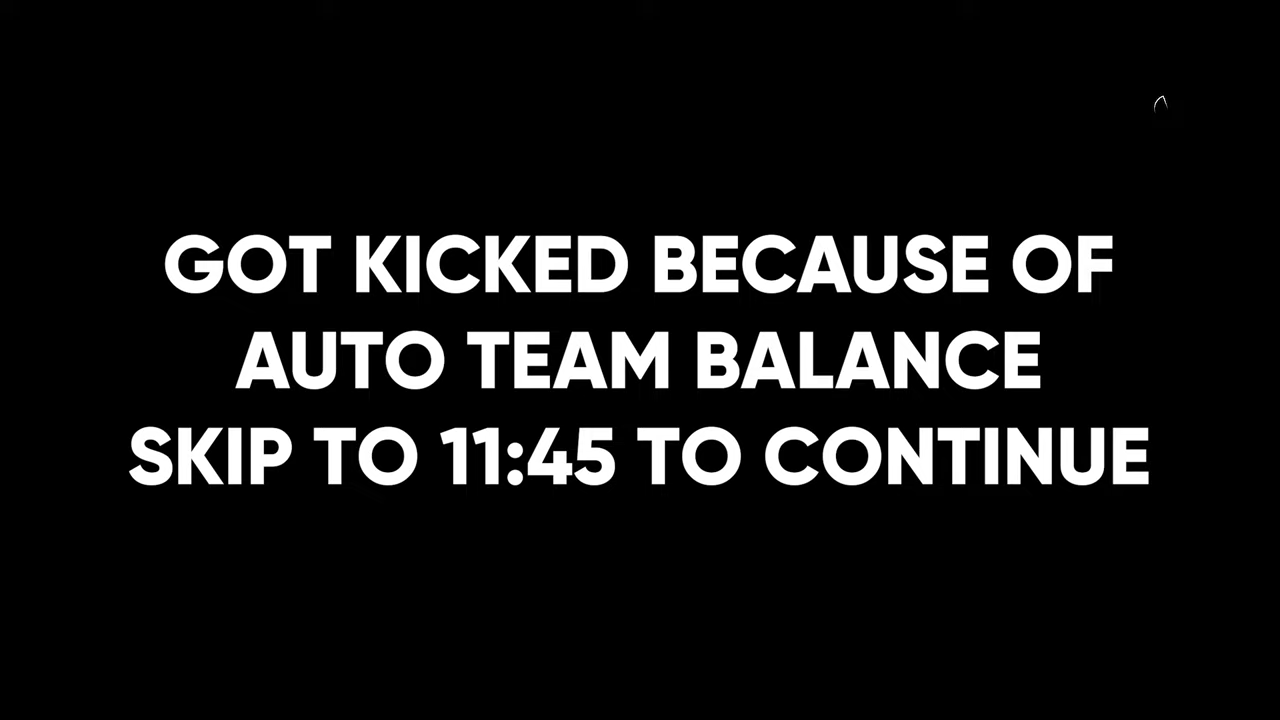 GOT KICKED BECAUSE OF
AUTO TEAM BALANCE
SKIP TO 11:45 TO CONTINUE